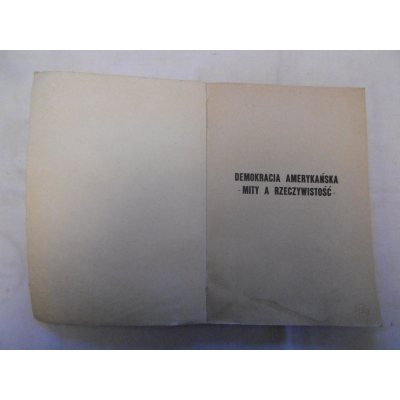 DEMOKRACJA AMERYKAŃSKA
- MITY A RZECZYWISTOŚĆ -